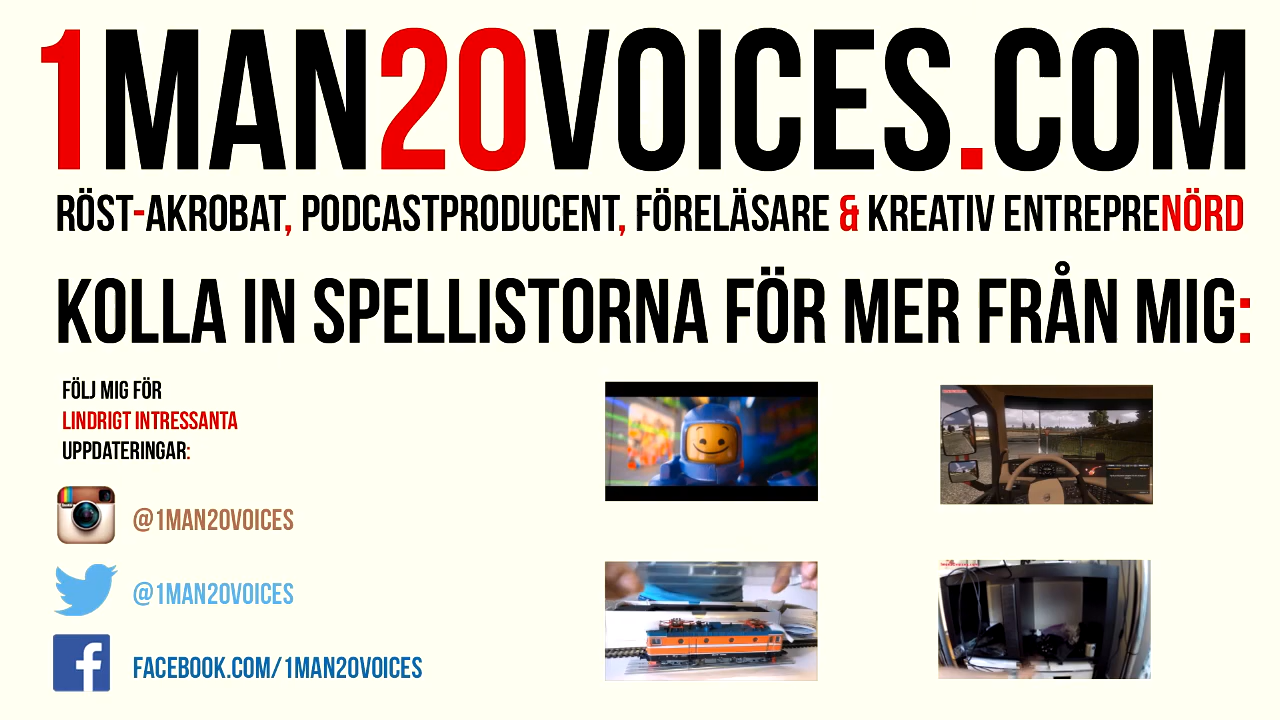 1MAN20VOICES.COM
RÖST-AKROBAT, PODCASTPRODUCENT, FÖRELÄSARE & KREATIV ENTREPRENÖRD
KOLLA IN SPELLISTORNA FÖR MER FRÅN MIG:
FÖLJ MIG FÖR
LINDRIGT INTRESSANTA
UPPDATERINGAR:
@1MAN20VOICES
@1MAN20VOICES
FACEBOOK.COM/1MAN20VOICES